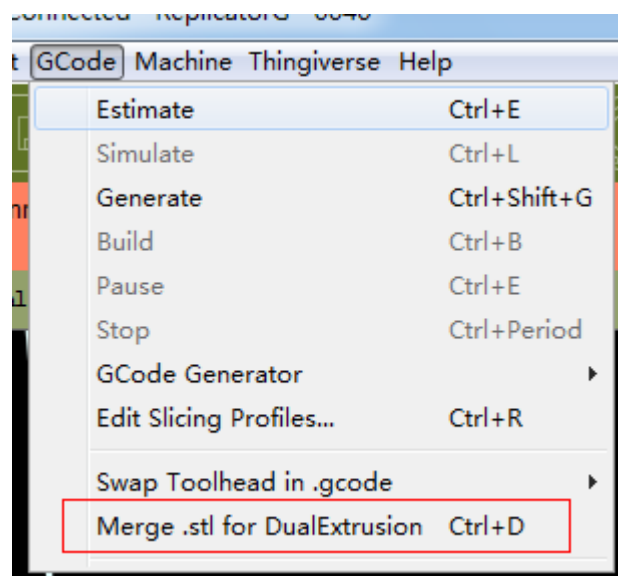 GCode Machine Thingiverse Help
Estimate Ctrl+E
Simulate Ctrl+L
Generate Ctrl+Shift+G
Build Ctrl+B
Pause Ctrl+E
Stop Ctrl+Period
GCode Generator
Edit Slicing Profiles... Ctrl+R
Swap Toolhead in .gcode
Merge .stl for DualExtrusion Ctrl+D